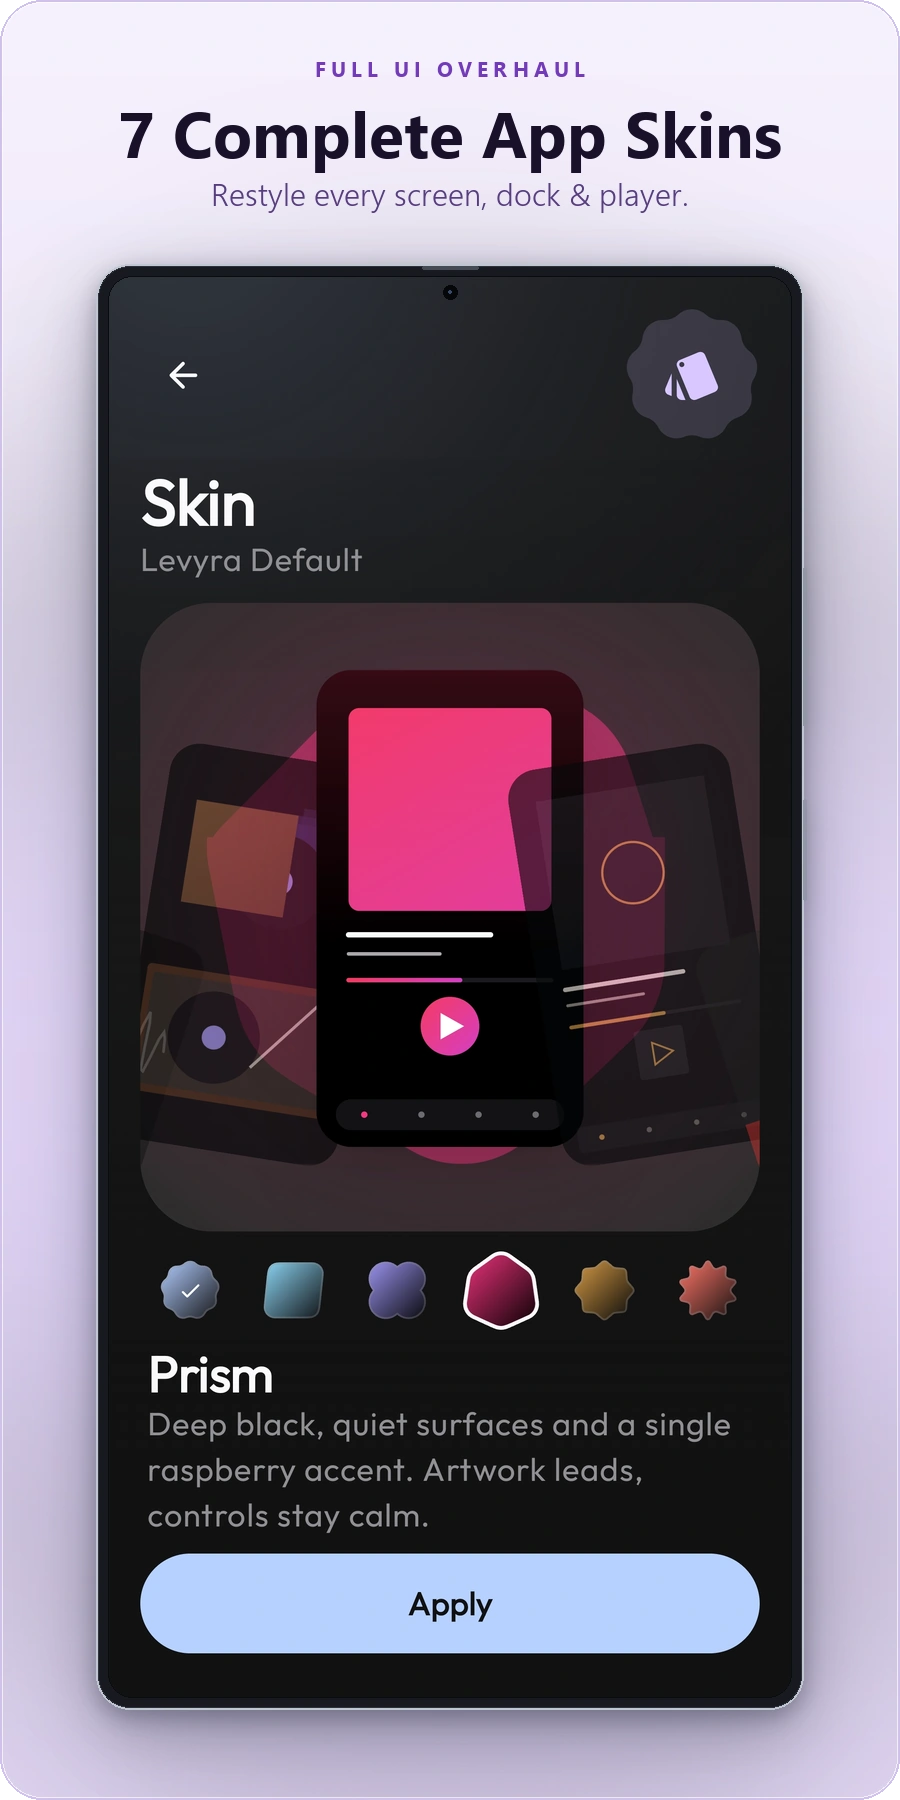 FULL UI OVERHAUL
7 Complete App Skins
Restyle every screen, dock & player.
Skin
Levyra Default
Prism
Deep black, quiet surfaces and a single
raspberry accent. Artwork leads,
controls stay calm.
Apply